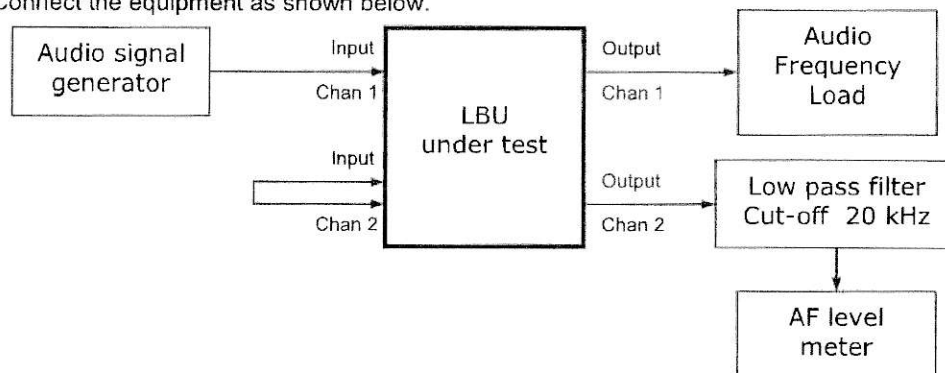 Connect the equipment as shown below.
Audio signal
generator
Input
Chan 1
Input
Chan 2
LBU
under test
Output
Chan 1
Output
Chan 2
Audio
Frequency
Load
Low pass filter
Cut-off 20 kHz
AF level
meter